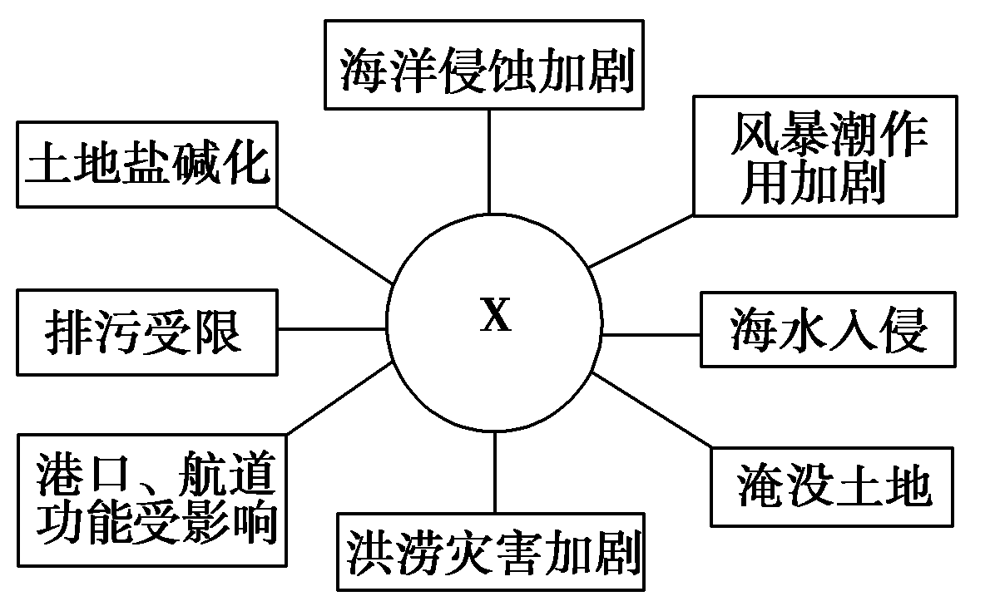 海洋侵蚀加剧
风暴潮作
用加剧
土地盐碱化
X
排污受限
海水入侵
港口、航道
功能受影响
淹没土地
洪涝灾害加剧